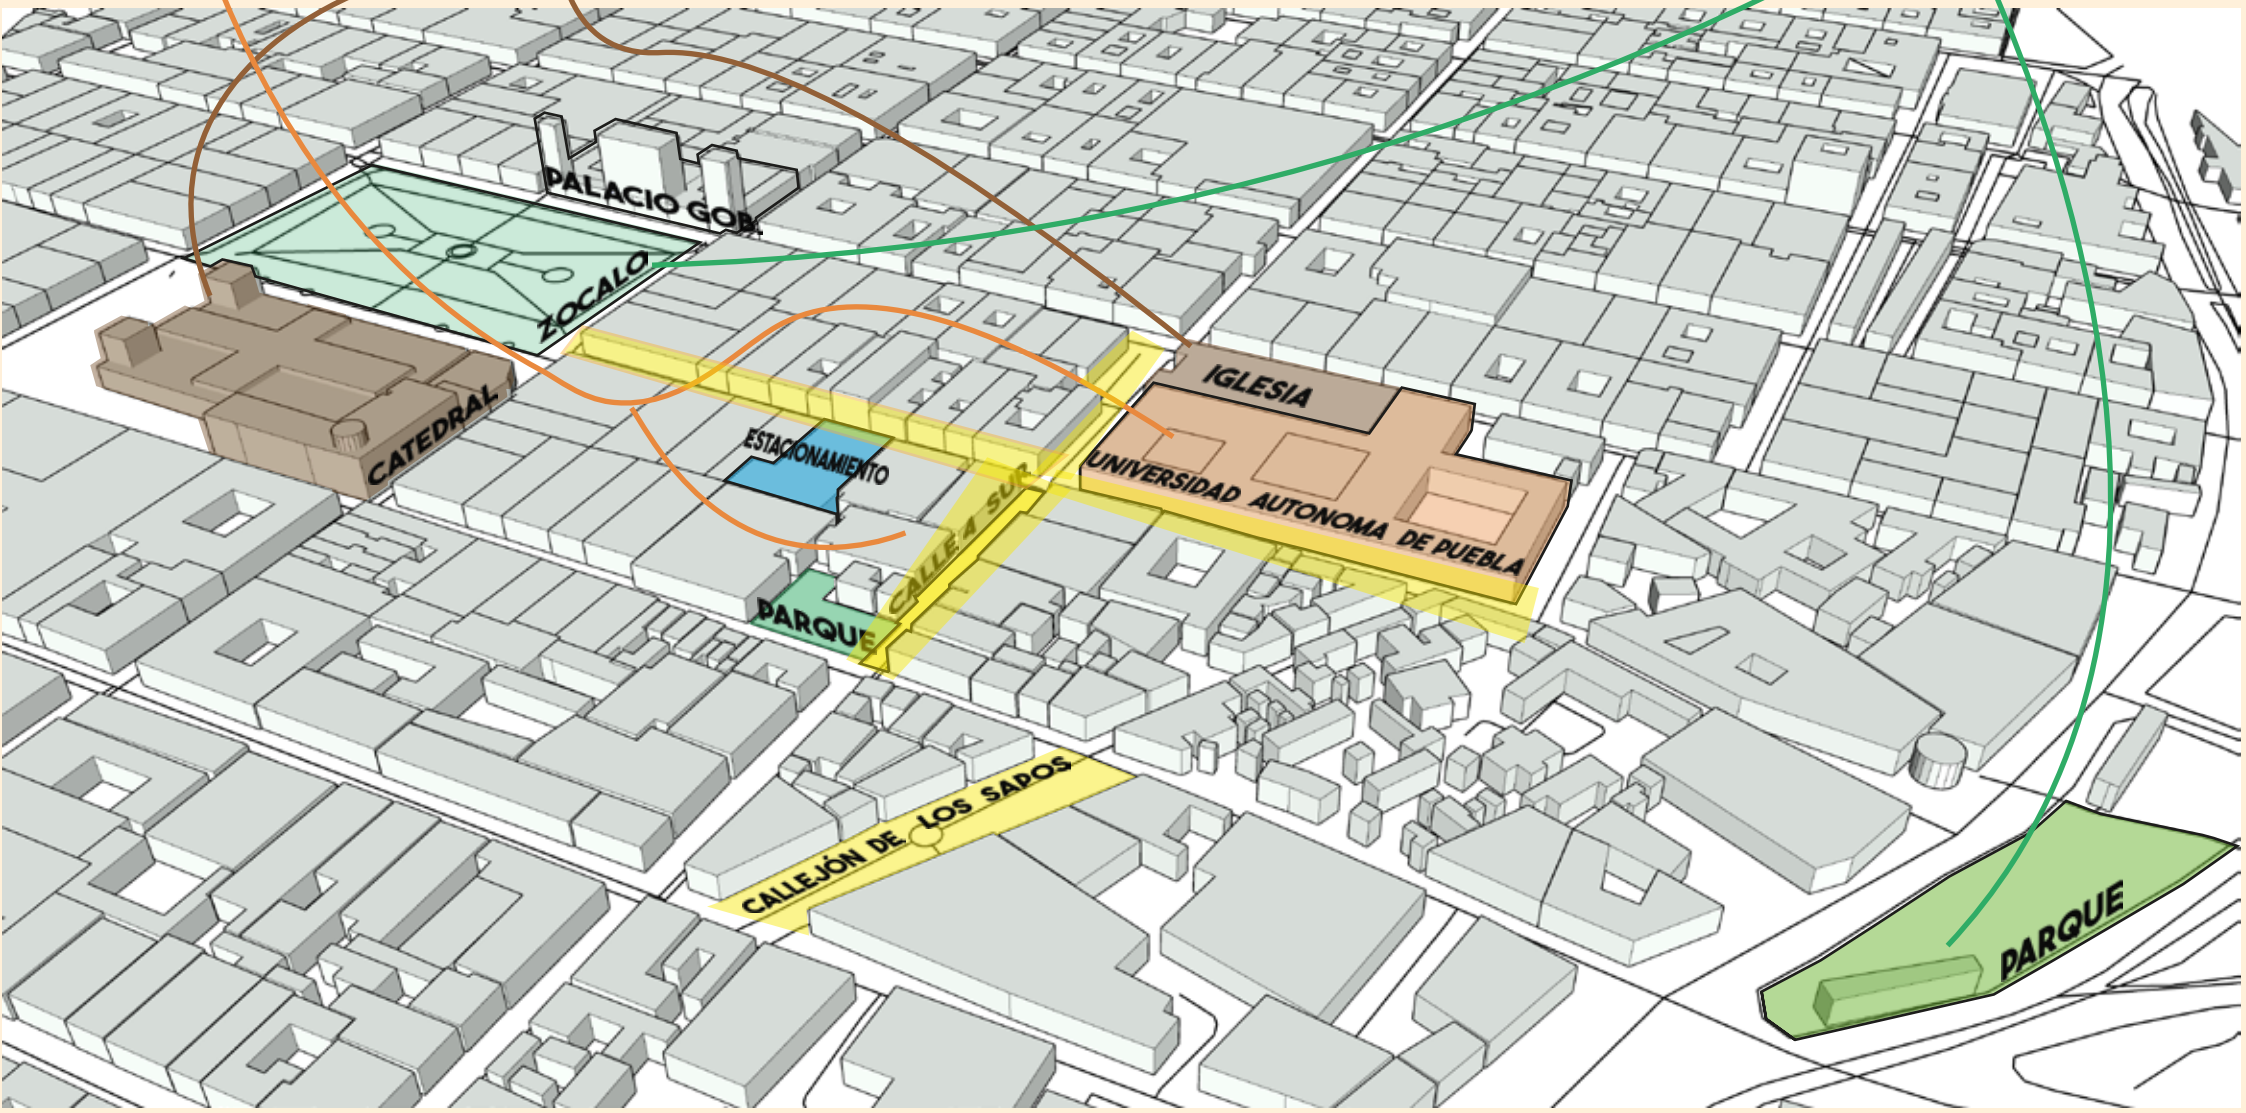 PALACIO GOB.
ZOCALO
CATEDRAL
IGLESIA
ESTACIONAMIENTO
UNIVERSIDAD AUTONOMA DE PUEBLA
CALLE 4 SUR
PARQUE
CALLEJÓN DE LOS SAPOS
PARQUE